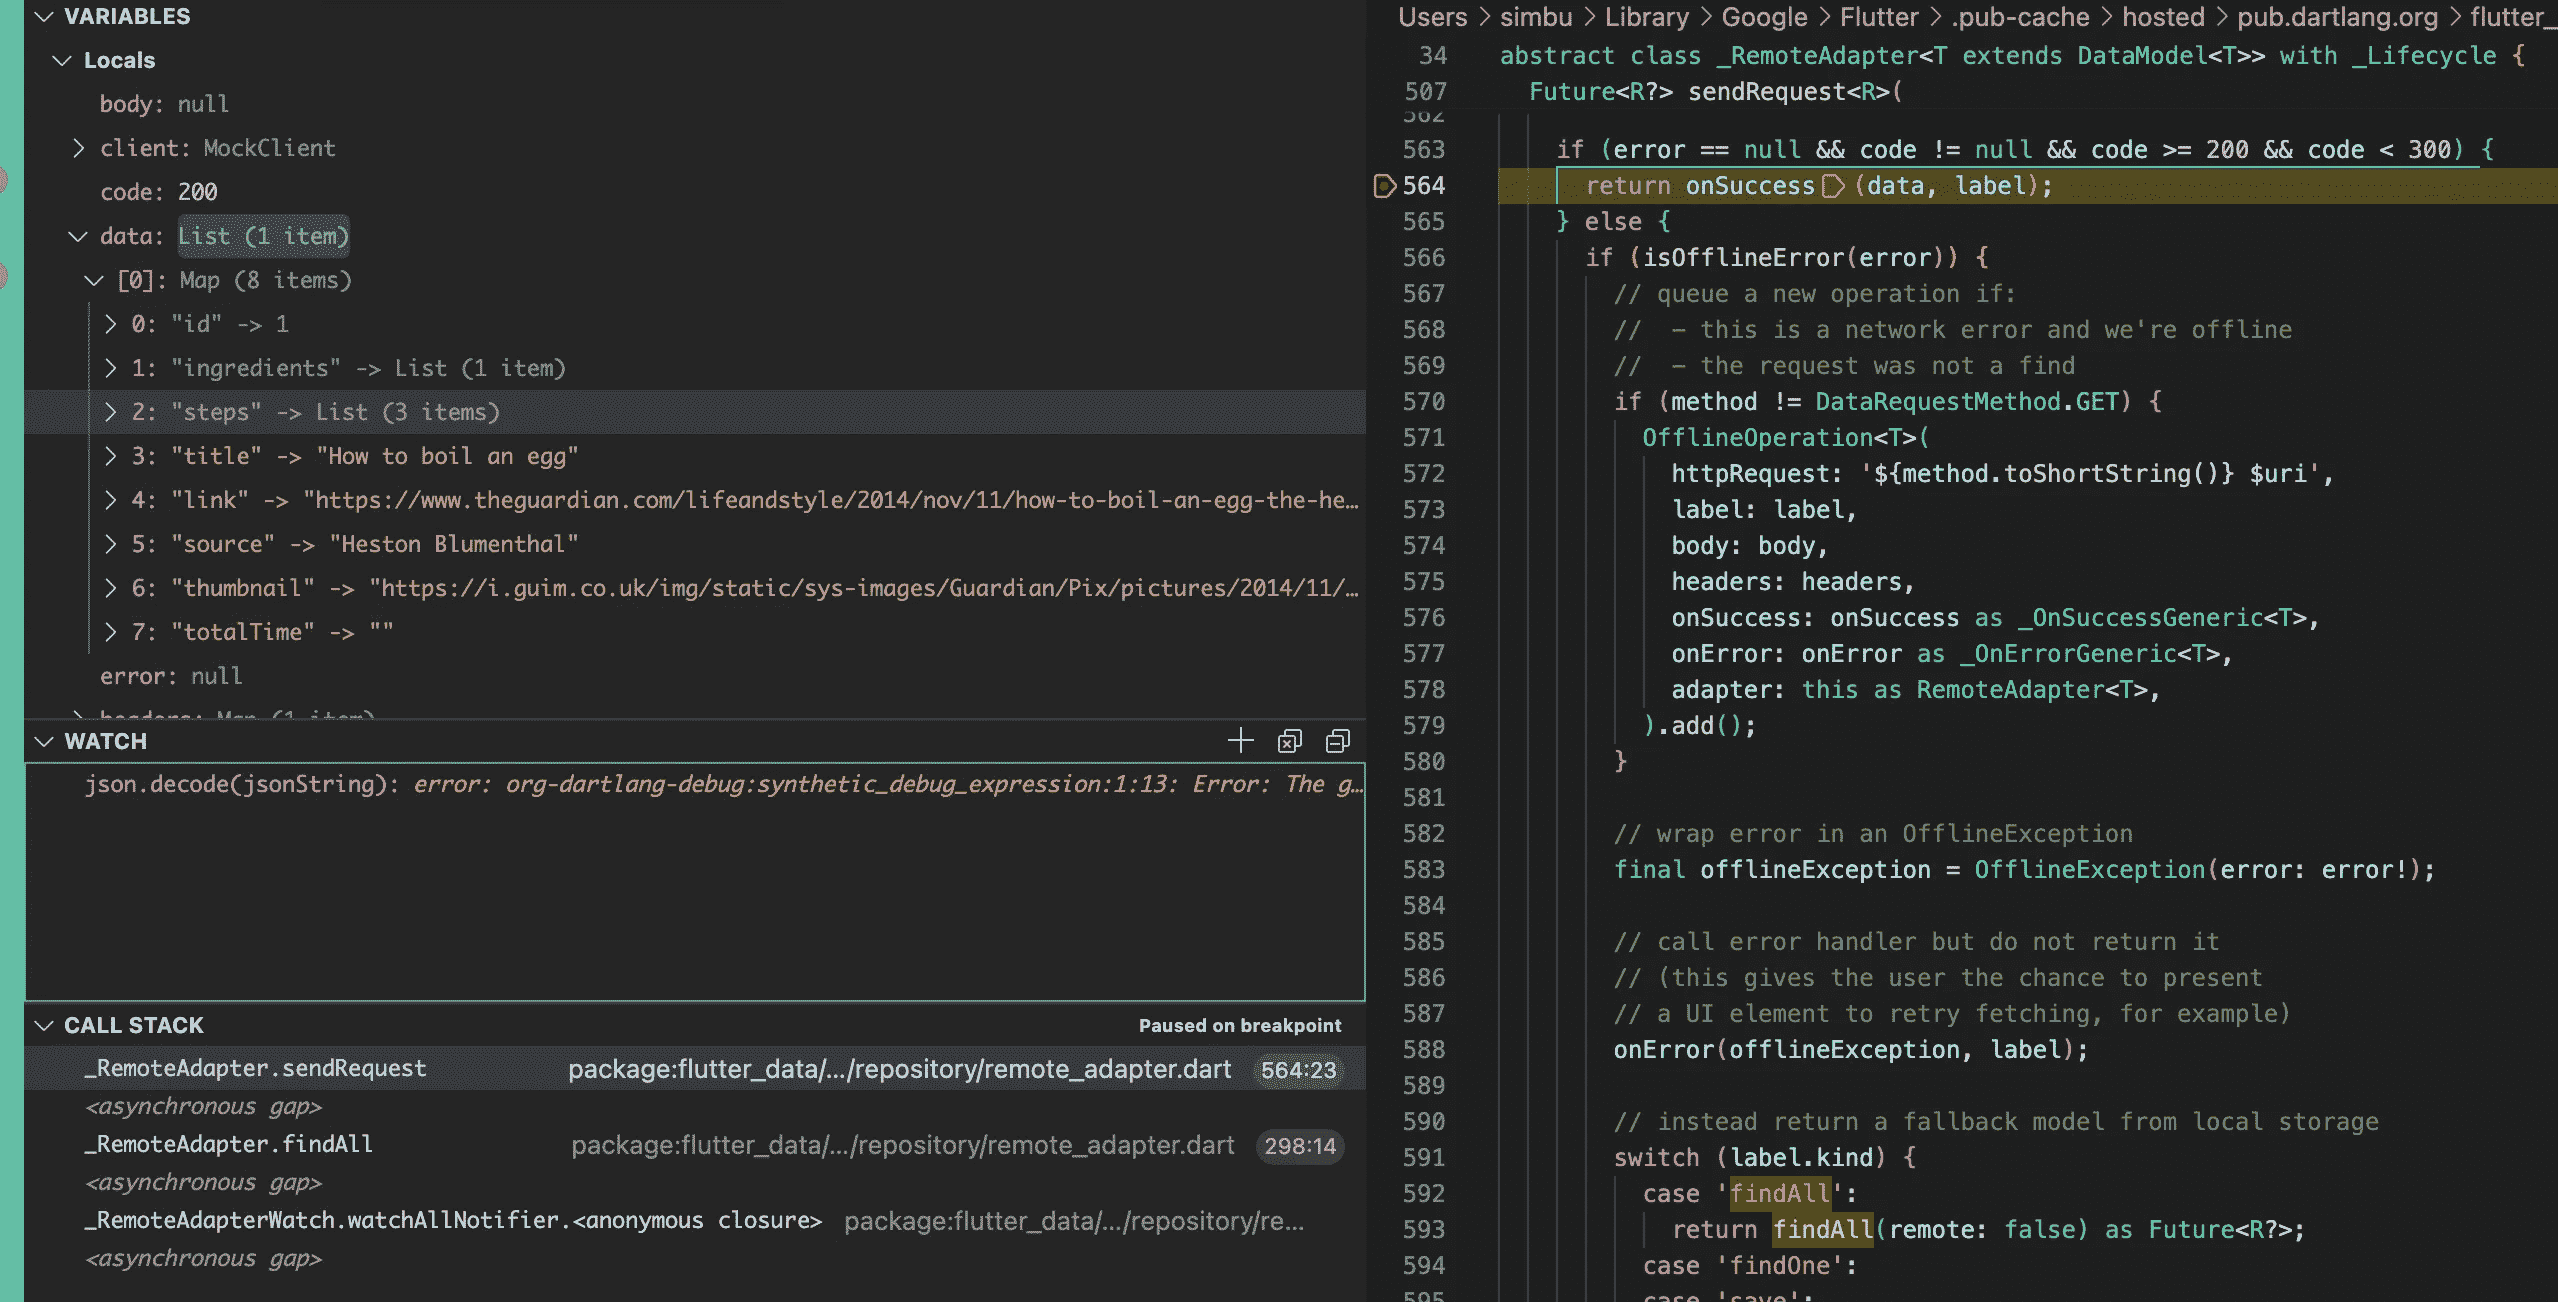 VARIABLES
Locals
body: null
client: MockClient
code: 200
data: List (1 item)
[0]: Map (8 items)
0: "id" -> 1
1: "ingredients" -> List (1 item)
2: "steps" -> List (3 items)
3: "title" -> "How to boil an egg"
4: "link" -> "https://www.theguardian.com/lifeandstyle/2014/nov/11/how-to-boil-an-egg-the-he…
5: "source" -> "Heston Blumenthal"
6: "thumbnail" -> "https://i.guim.co.uk/img/static/sys-images/Guardian/Pix/pictures/2014/11/…
7: "totalTime" -> ""
error: null
headers: Map (1 item)
WATCH
json.decode(jsonString): error: org-dartlang-debug:synthetic_debug_expression:1:13: Error: The g…
CALL STACK Paused on breakpoint
_RemoteAdapter.sendRequest package:flutter_data/…/repository/remote_adapter.dart 564:23
<asynchronous gap>
_RemoteAdapter.findAll package:flutter_data/…/repository/remote_adapter.dart 298:14
<asynchronous gap>
_RemoteAdapterWatch.watchAllNotifier.<anonymous closure> package:flutter_data/…/repository/re…
<asynchronous gap>
Users > simbu > Library > Google > Flutter > .pub-cache > hosted > pub.dartlang.org > flutter_
34 abstract class _RemoteAdapter<T extends DataModel<T>> with _Lifecycle {
507 Future<R?> sendRequest<R>(
562
563 if (error == null && code != null && code >= 200 && code < 300) {
564 return onSuccess(data, label);
565 } else {
566 if (isOfflineError(error)) {
567 // queue a new operation if:
568 // - this is a network error and we're offline
569 // - the request was not a find
570 if (method != DataRequestMethod.GET) {
571 OfflineOperation<T>(
572 httpRequest: '${method.toShortString()} $uri',
573 label: label,
574 body: body,
575 headers: headers,
576 onSuccess: onSuccess as _OnSuccessGeneric<T>,
577 onError: onError as _OnErrorGeneric<T>,
578 adapter: this as RemoteAdapter<T>,
579 ).add();
580 }
581
582 // wrap error in an OfflineException
583 final offlineException = OfflineException(error: error!);
584
585 // call error handler but do not return it
586 // (this gives the user the chance to present
587 // a UI element to retry fetching, for example)
588 onError(offlineException, label);
589
590 // instead return a fallback model from local storage
591 switch (label.kind) {
592 case 'findAll':
593 return findAll(remote: false) as Future<R?>;
594 case 'findOne':
595 case 'save':